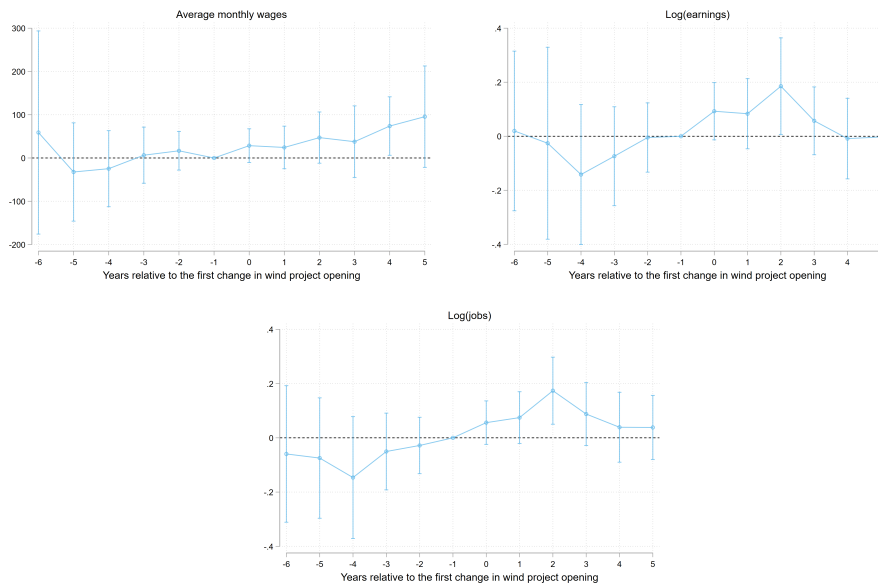 Average monthly wages
300
200
100
0
-100
-200
-6 -5 -4 -3 -2 -1 0 1 2 3 4 5
Years relative to the first change in wind project opening
Log(earnings)
.4
.2
0
-.2
-.4
-6 -5 -4 -3 -2 -1 0 1 2 3 4
Years relative to the first change in wind project opening
Log(jobs)
.4
.2
0
-.2
-.4
-6 -5 -4 -3 -2 -1 0 1 2 3 4 5
Years relative to the first change in wind project opening